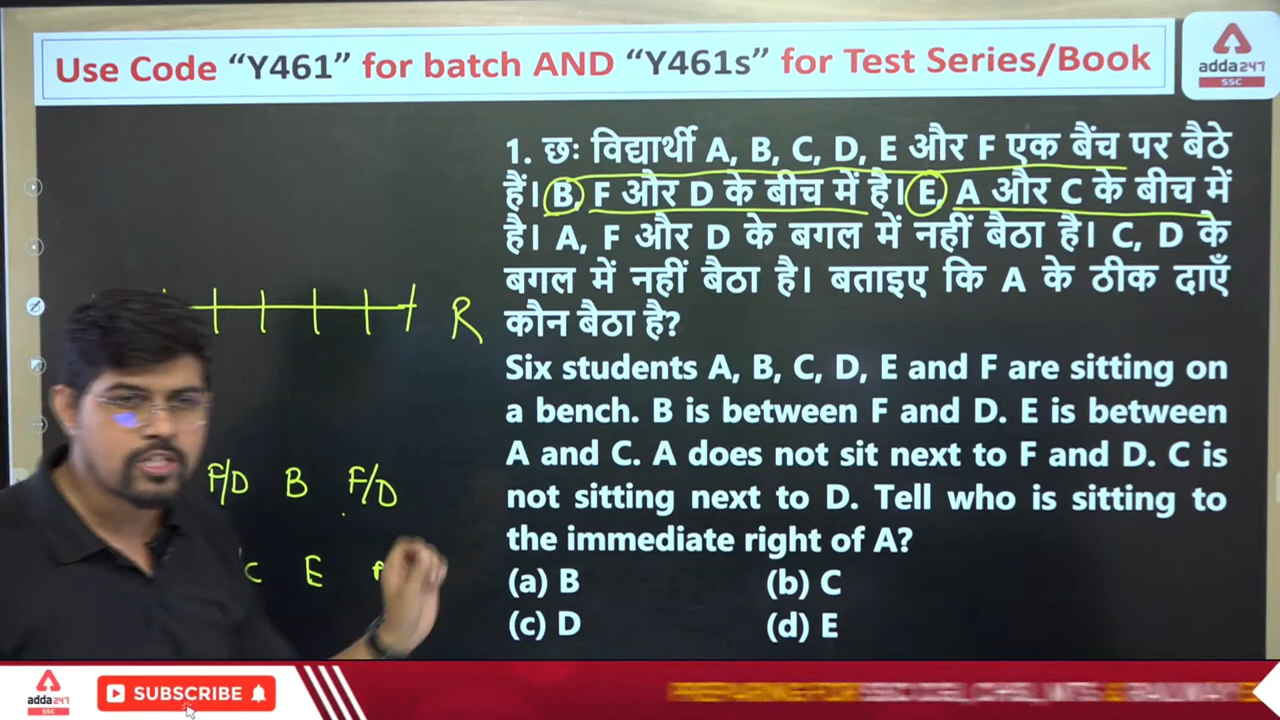 Use Code “Y461” for batch AND “Y461s” for Test Series/Book
adda247
SSC
1. छः विद्यार्थी A, B, C, D, E और F एक बैंच पर बैठे
हैं। B, F और D के बीच में है। E, A और C के बीच में
है। A, F और D के बगल में नहीं बैठा है। C, D के
बगल में नहीं बैठा है। बताइए कि A के ठीक दाएँ
कौन बैठा है?
R
Six students A, B, C, D, E and F are sitting on
a bench. B is between F and D. E is between
A and C. A does not sit next to F and D. C is
not sitting next to D. Tell who is sitting to
the immediate right of A?
F/D B F/D
C E
(a) B (b) C
(c) D (d) E
adda247
SSC
SUBSCRIBE